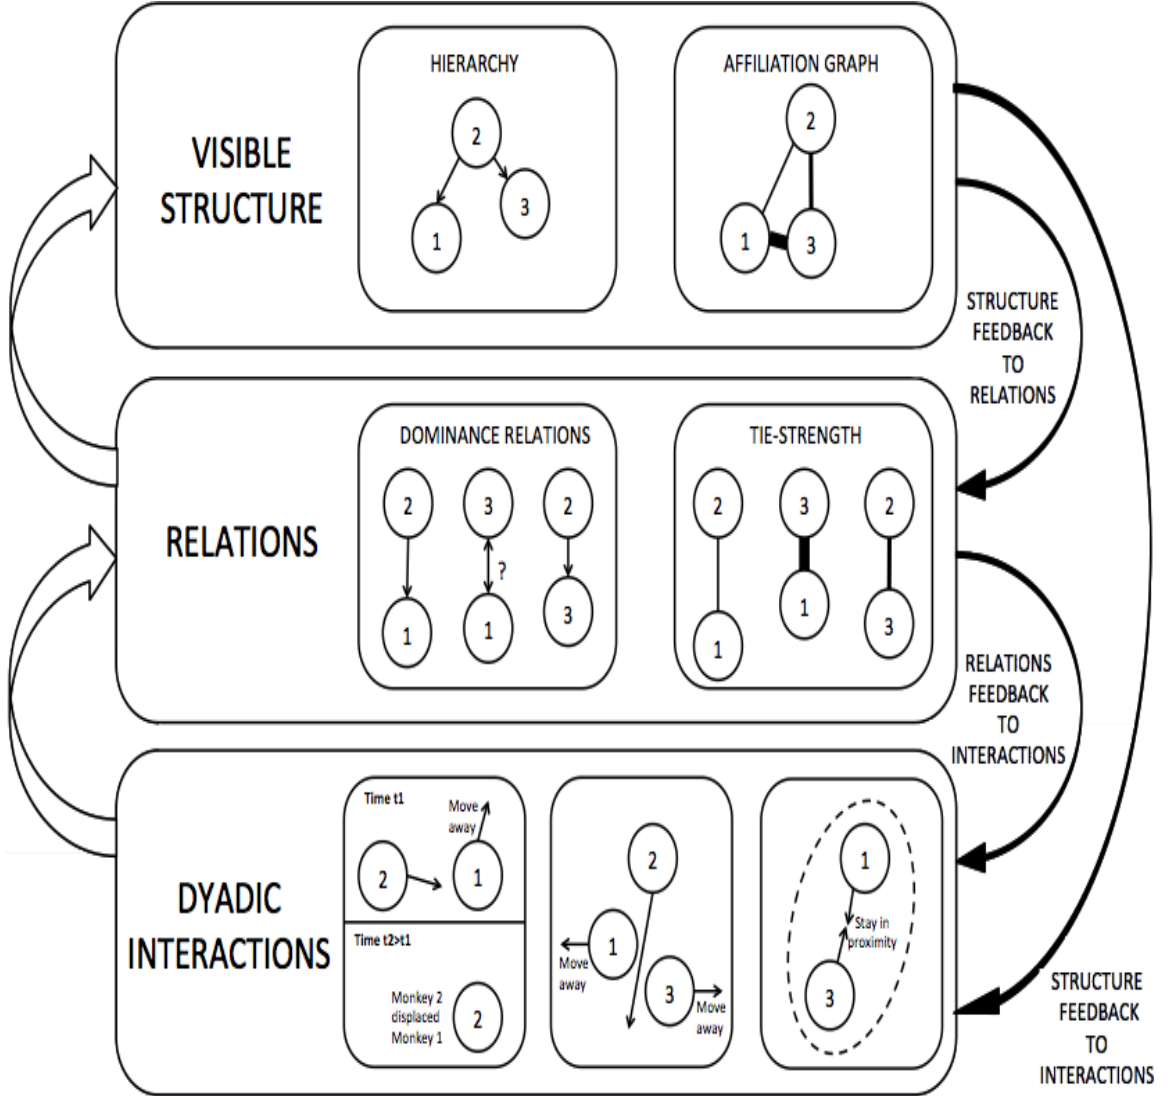 VISIBLE
STRUCTURE
HIERARCHY
2
1
3
AFFILIATION GRAPH
2
1
3
STRUCTURE
FEEDBACK
TO
RELATIONS
RELATIONS
DOMINANCE RELATIONS
2
3
2
?
1
1
3
TIE-STRENGTH
2
3
2
1
1
3
RELATIONS
FEEDBACK
TO
INTERACTIONS
DYADIC
INTERACTIONS
Time t1
Move
away
2
1
Time t2>t1
Monkey 2
displaced
Monkey 1
2
2
1
Move
away
3
Move
away
1
Stay in
proximity
3
STRUCTURE
FEEDBACK
TO
INTERACTIONS